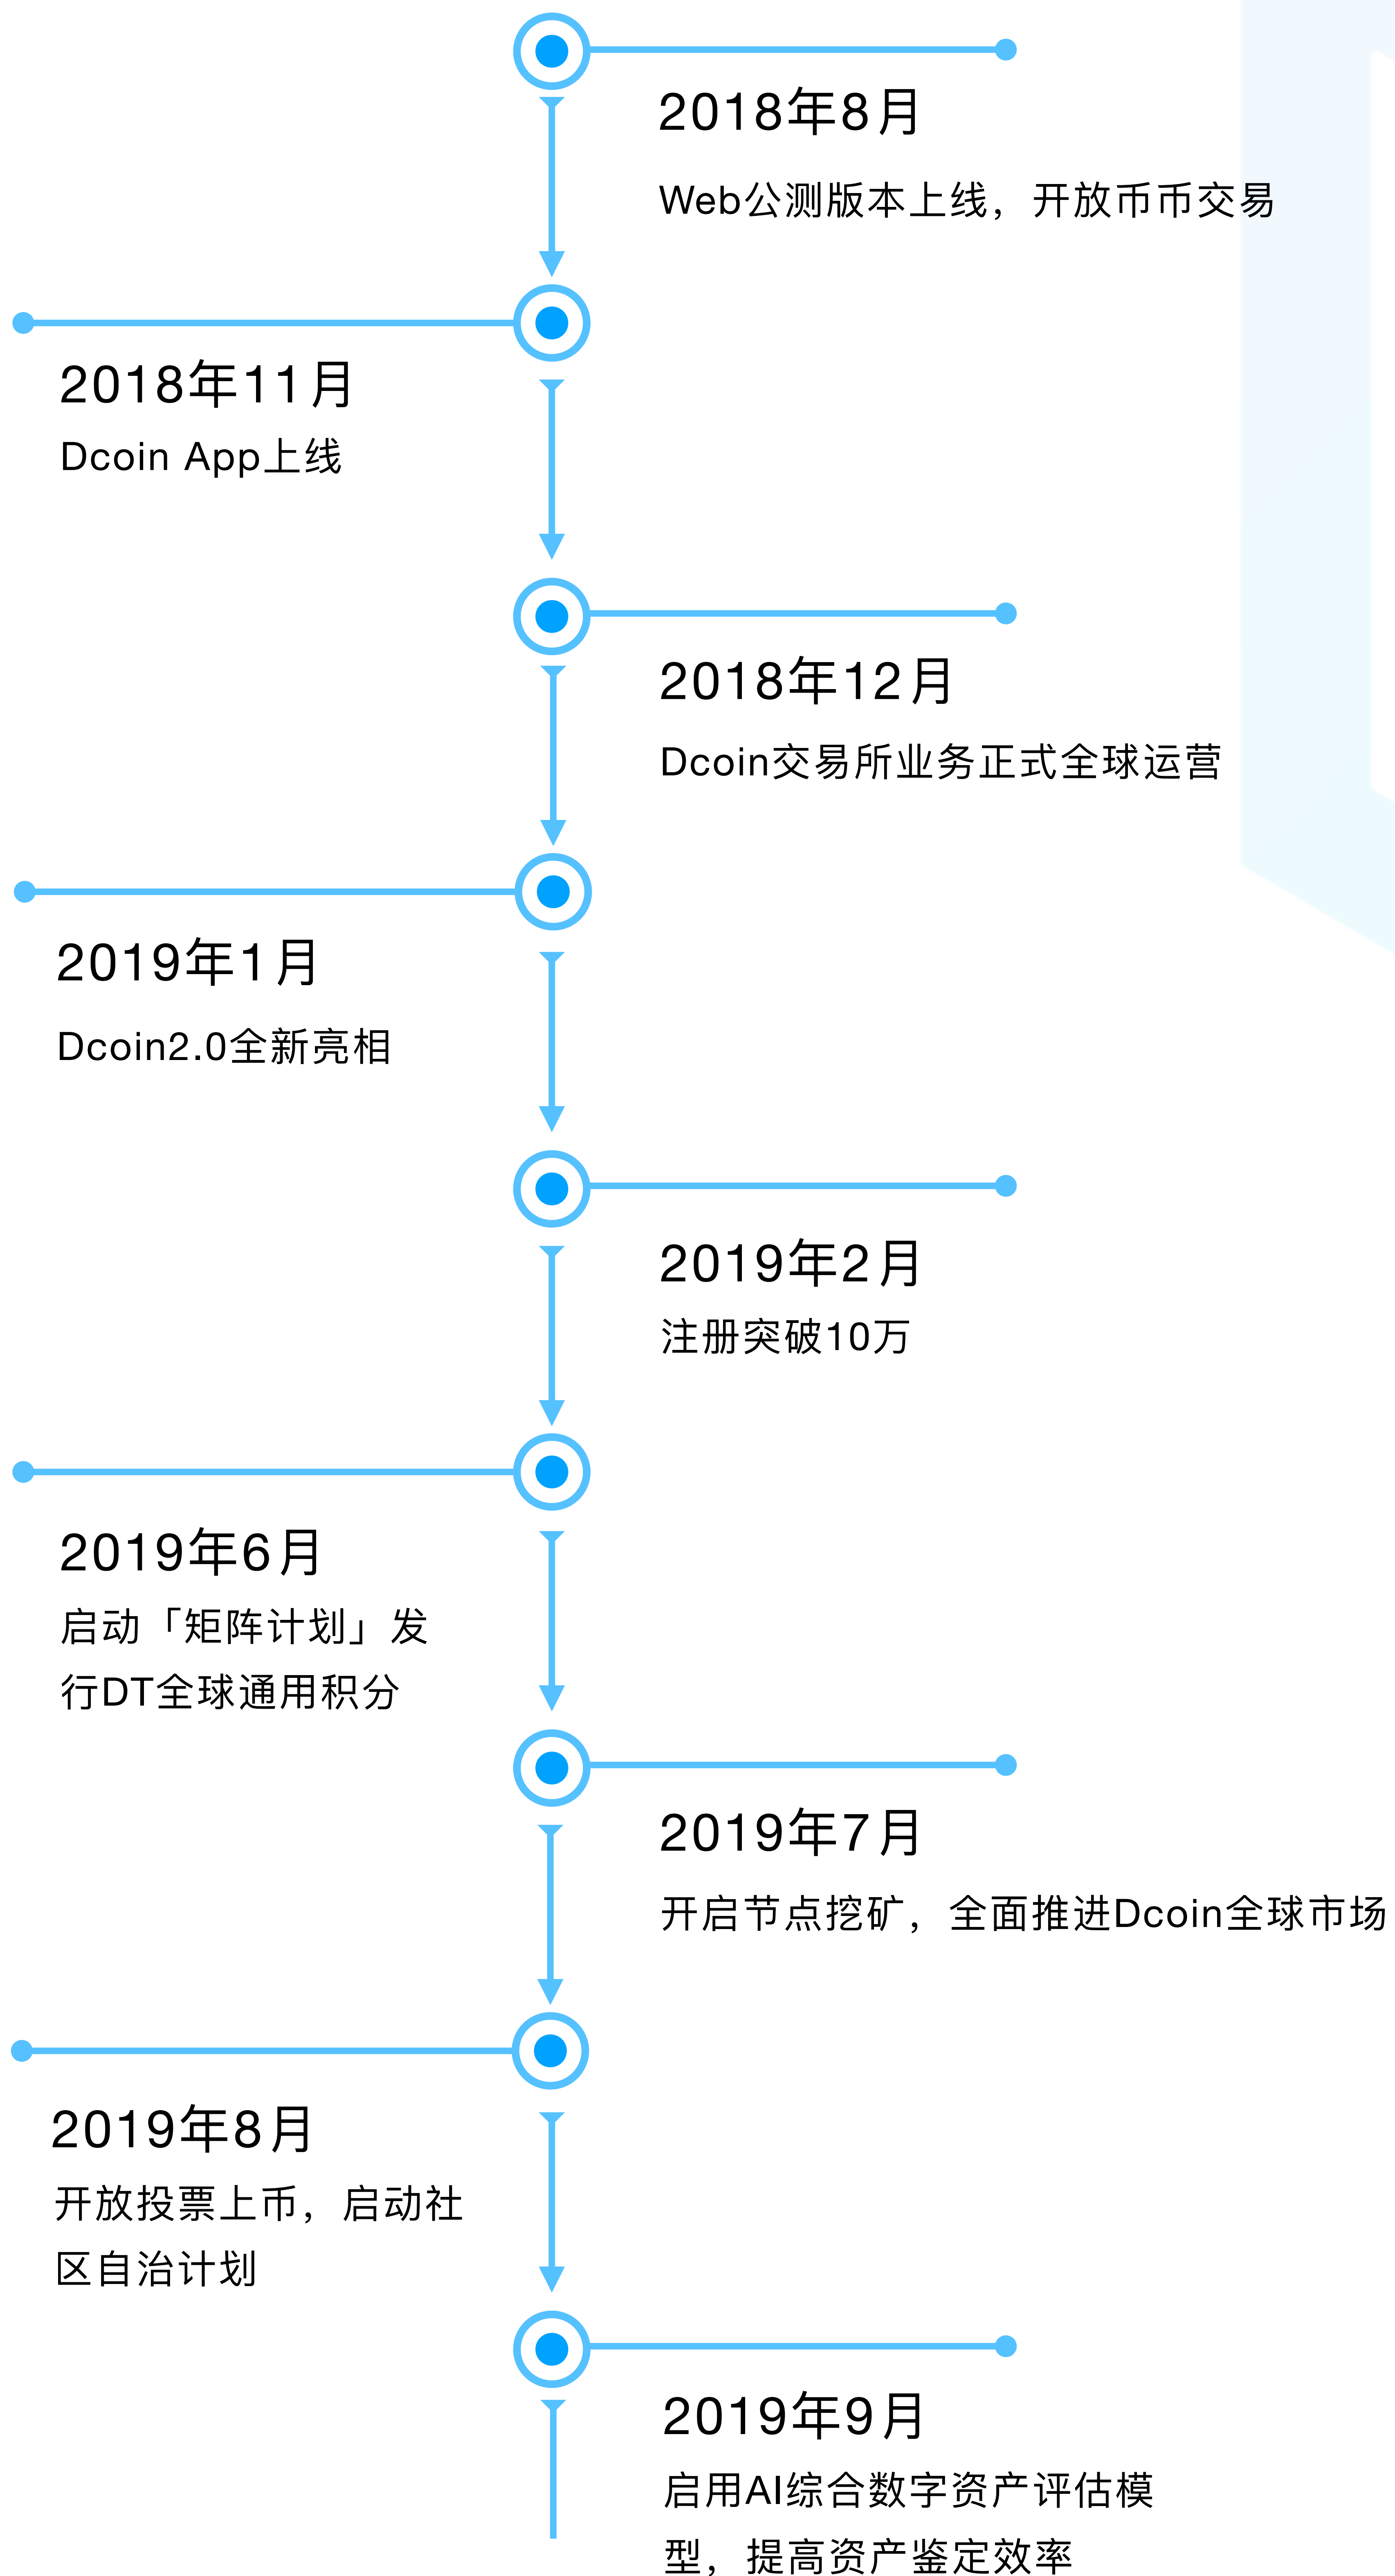 2018年8月
Web公测版本上线，开放币币交易
2018年11月
Dcoin App上线
2018年12月
Dcoin交易所业务正式全球运营
2019年1月
Dcoin2.0全新亮相
2019年2月
注册突破10万
2019年6月
启动「矩阵计划」发
行DT全球通用积分
2019年7月
开启节点挖矿，全面推进Dcoin全球市场
2019年8月
开放投票上币，启动社
区自治计划
2019年9月
启用AI综合数字资产评估模
型，提高资产鉴定效率